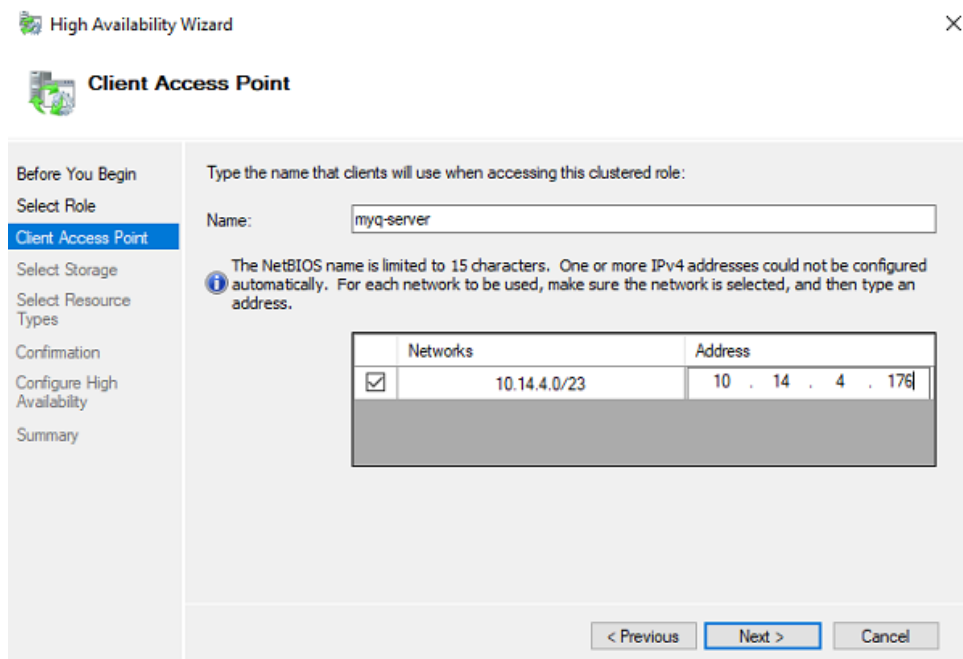 High Availability Wizard
Client Access Point
Before You Begin
Select Role
Client Access Point
Select Storage
Select Resource
Types
Confirmation
Configure High
Availability
Summary
Type the name that clients will use when accessing this clustered role:
Name: myq-server
The NetBIOS name is limited to 15 characters. One or more IPv4 addresses could not be configured
automatically. For each network to be used, make sure the network is selected, and then type an
address.
Networks Address
10.14.4.0/23 10 . 14 . 4 . 176
< Previous Next > Cancel